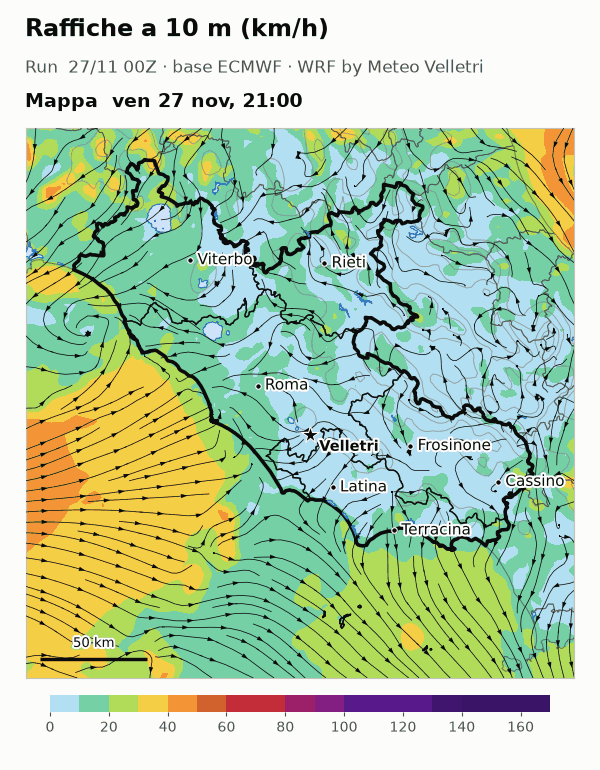 Raffiche a 10 m (km/h)
Run  27/11 00Z · base ECMWF · WRF by Meteo Velletri
Mappa  ven 27 nov, 21:00
Viterbo
Rieti
Roma
Velletri
Frosinone
Cassino
Latina
Terracina
50 km
0 20 40 60 80 100 120 140 160